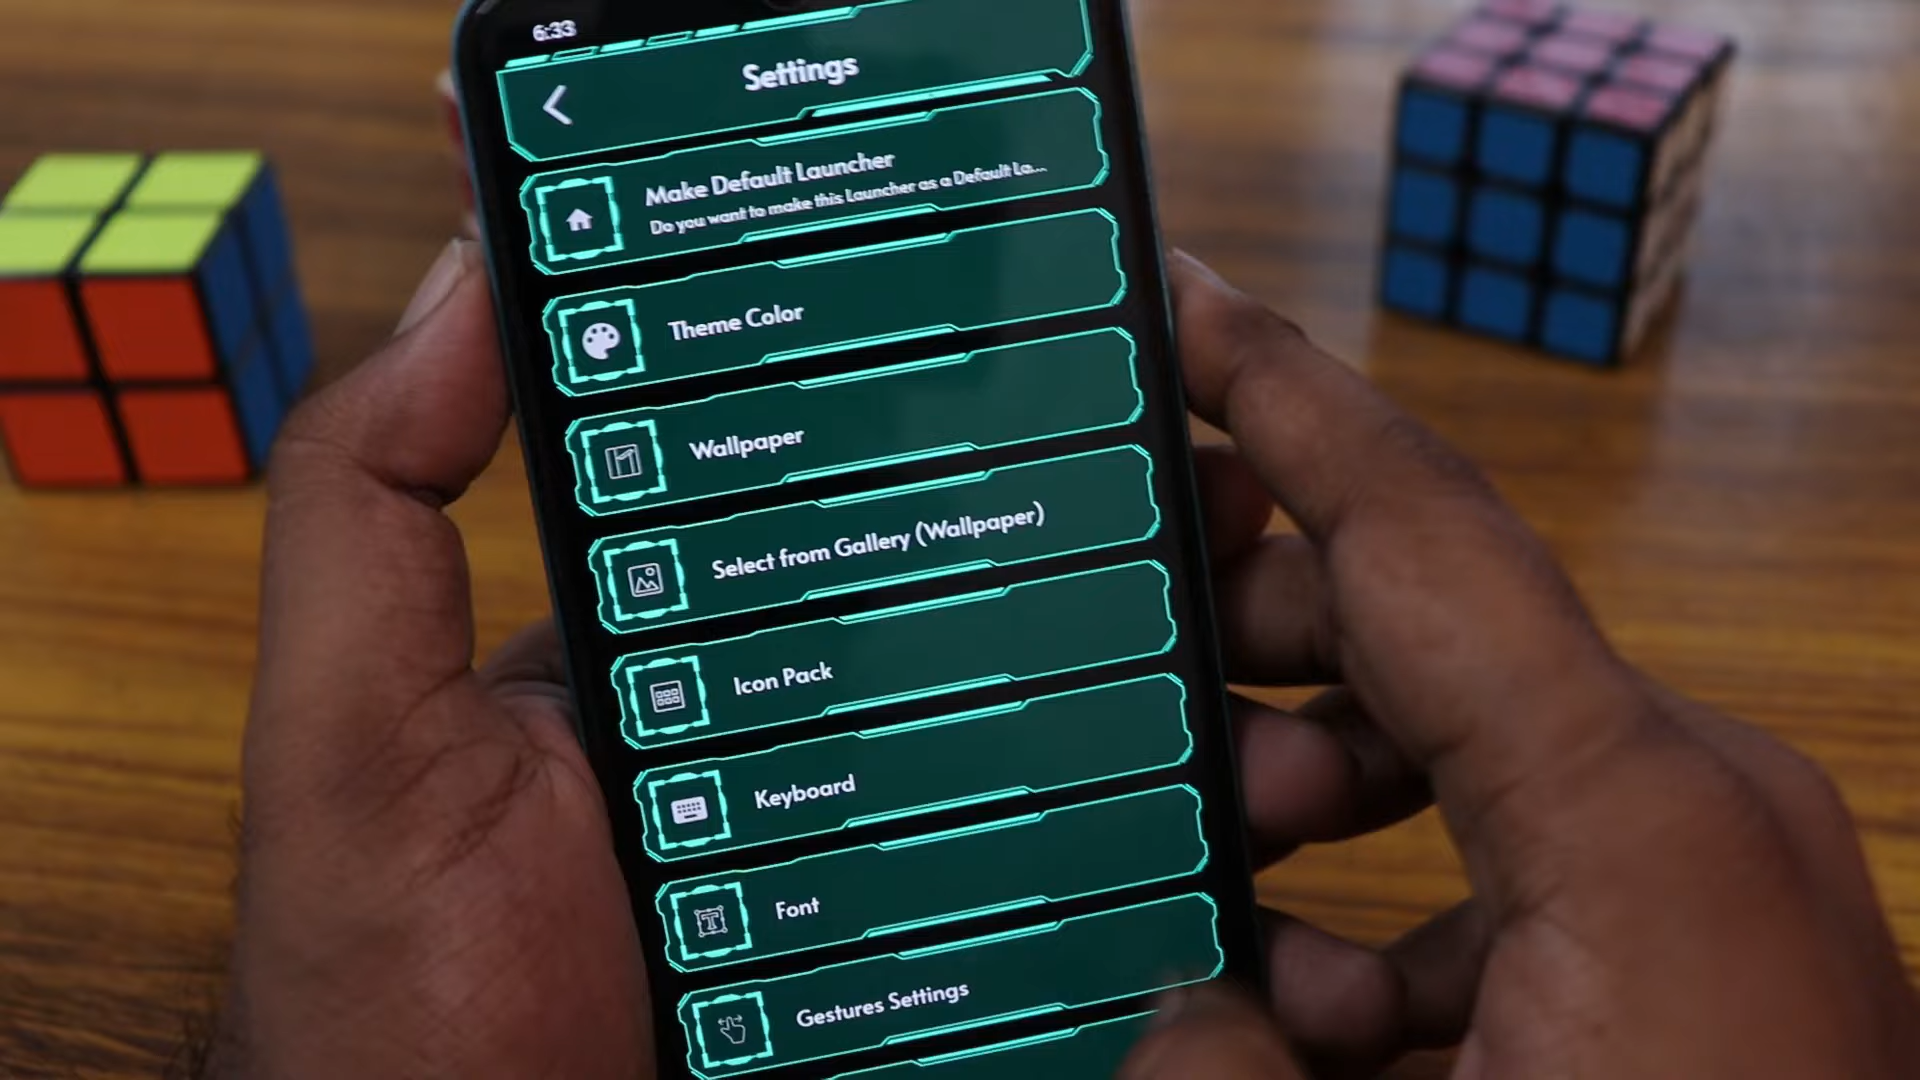 6:33
Settings
Make Default Launcher
Do you want to make this Launcher as a Default La...
Theme Color
Wallpaper
Select from Gallery (Wallpaper)
Icon Pack
Keyboard
Font
Gestures Settings